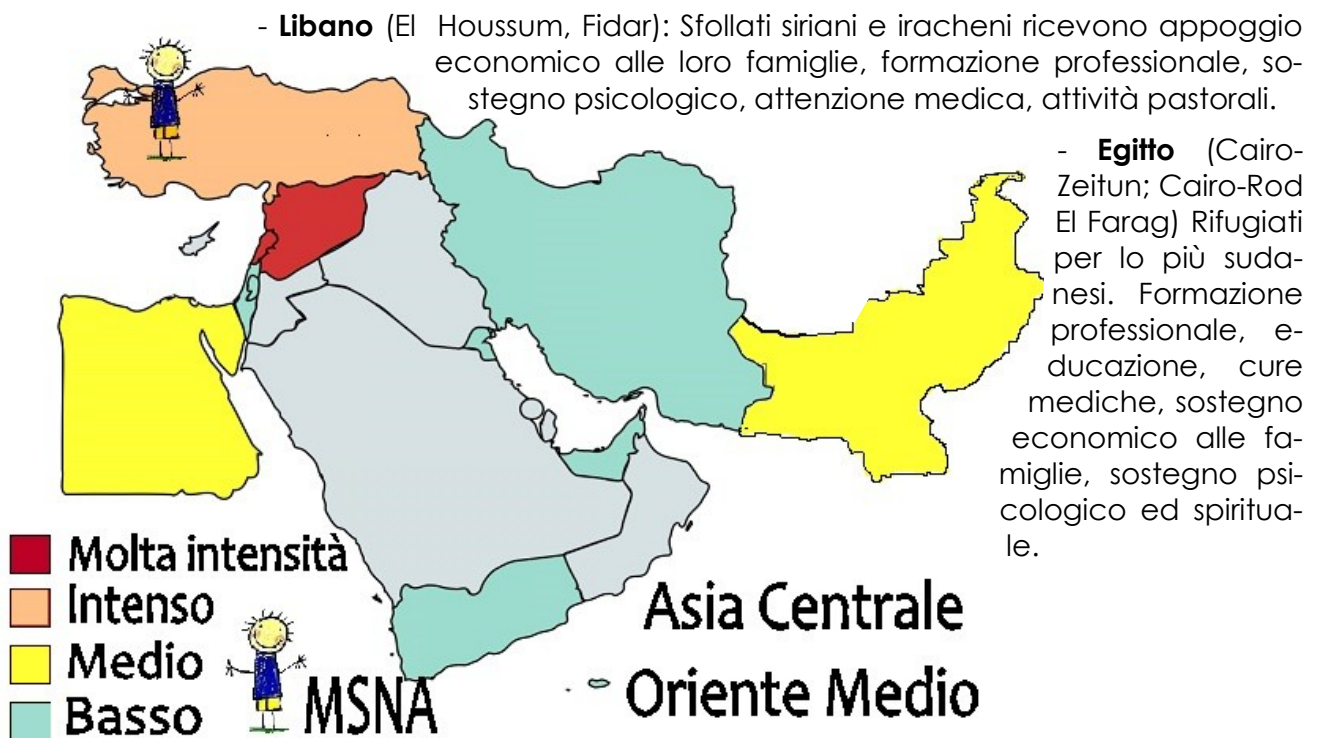 - Libano (El Houssum, Fidar): Sfollati siriani e iracheni ricevono appoggio
economico alle loro famiglie, formazione professionale, so-
stegno psicologico, attenzione medica, attività pastorali.
- Egitto (Cairo-
Zeitun; Cairo-Rod
El Farag) Rifugiati
per lo più suda-
nesi. Formazione
professionale, e-
ducazione, cure
mediche, sostegno
economico alle fa-
miglie, sostegno psi-
cologico ed spiritua-
le.
Molta intensità
Intenso
Medio
Basso
MSNA
Asia Centrale
Oriente Medio